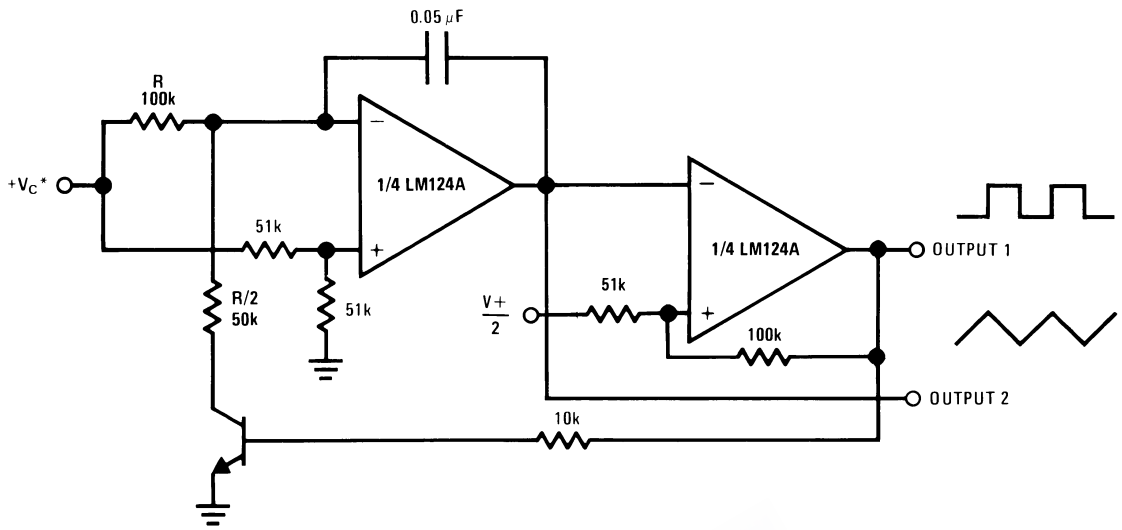 0.05 μF
R
100k
+VC*
1/4 LM124A
51k
51k
R/2
50k
V+
2
51k
1/4 LM124A
100k
OUTPUT 1
OUTPUT 2
10k
−
+
−
+